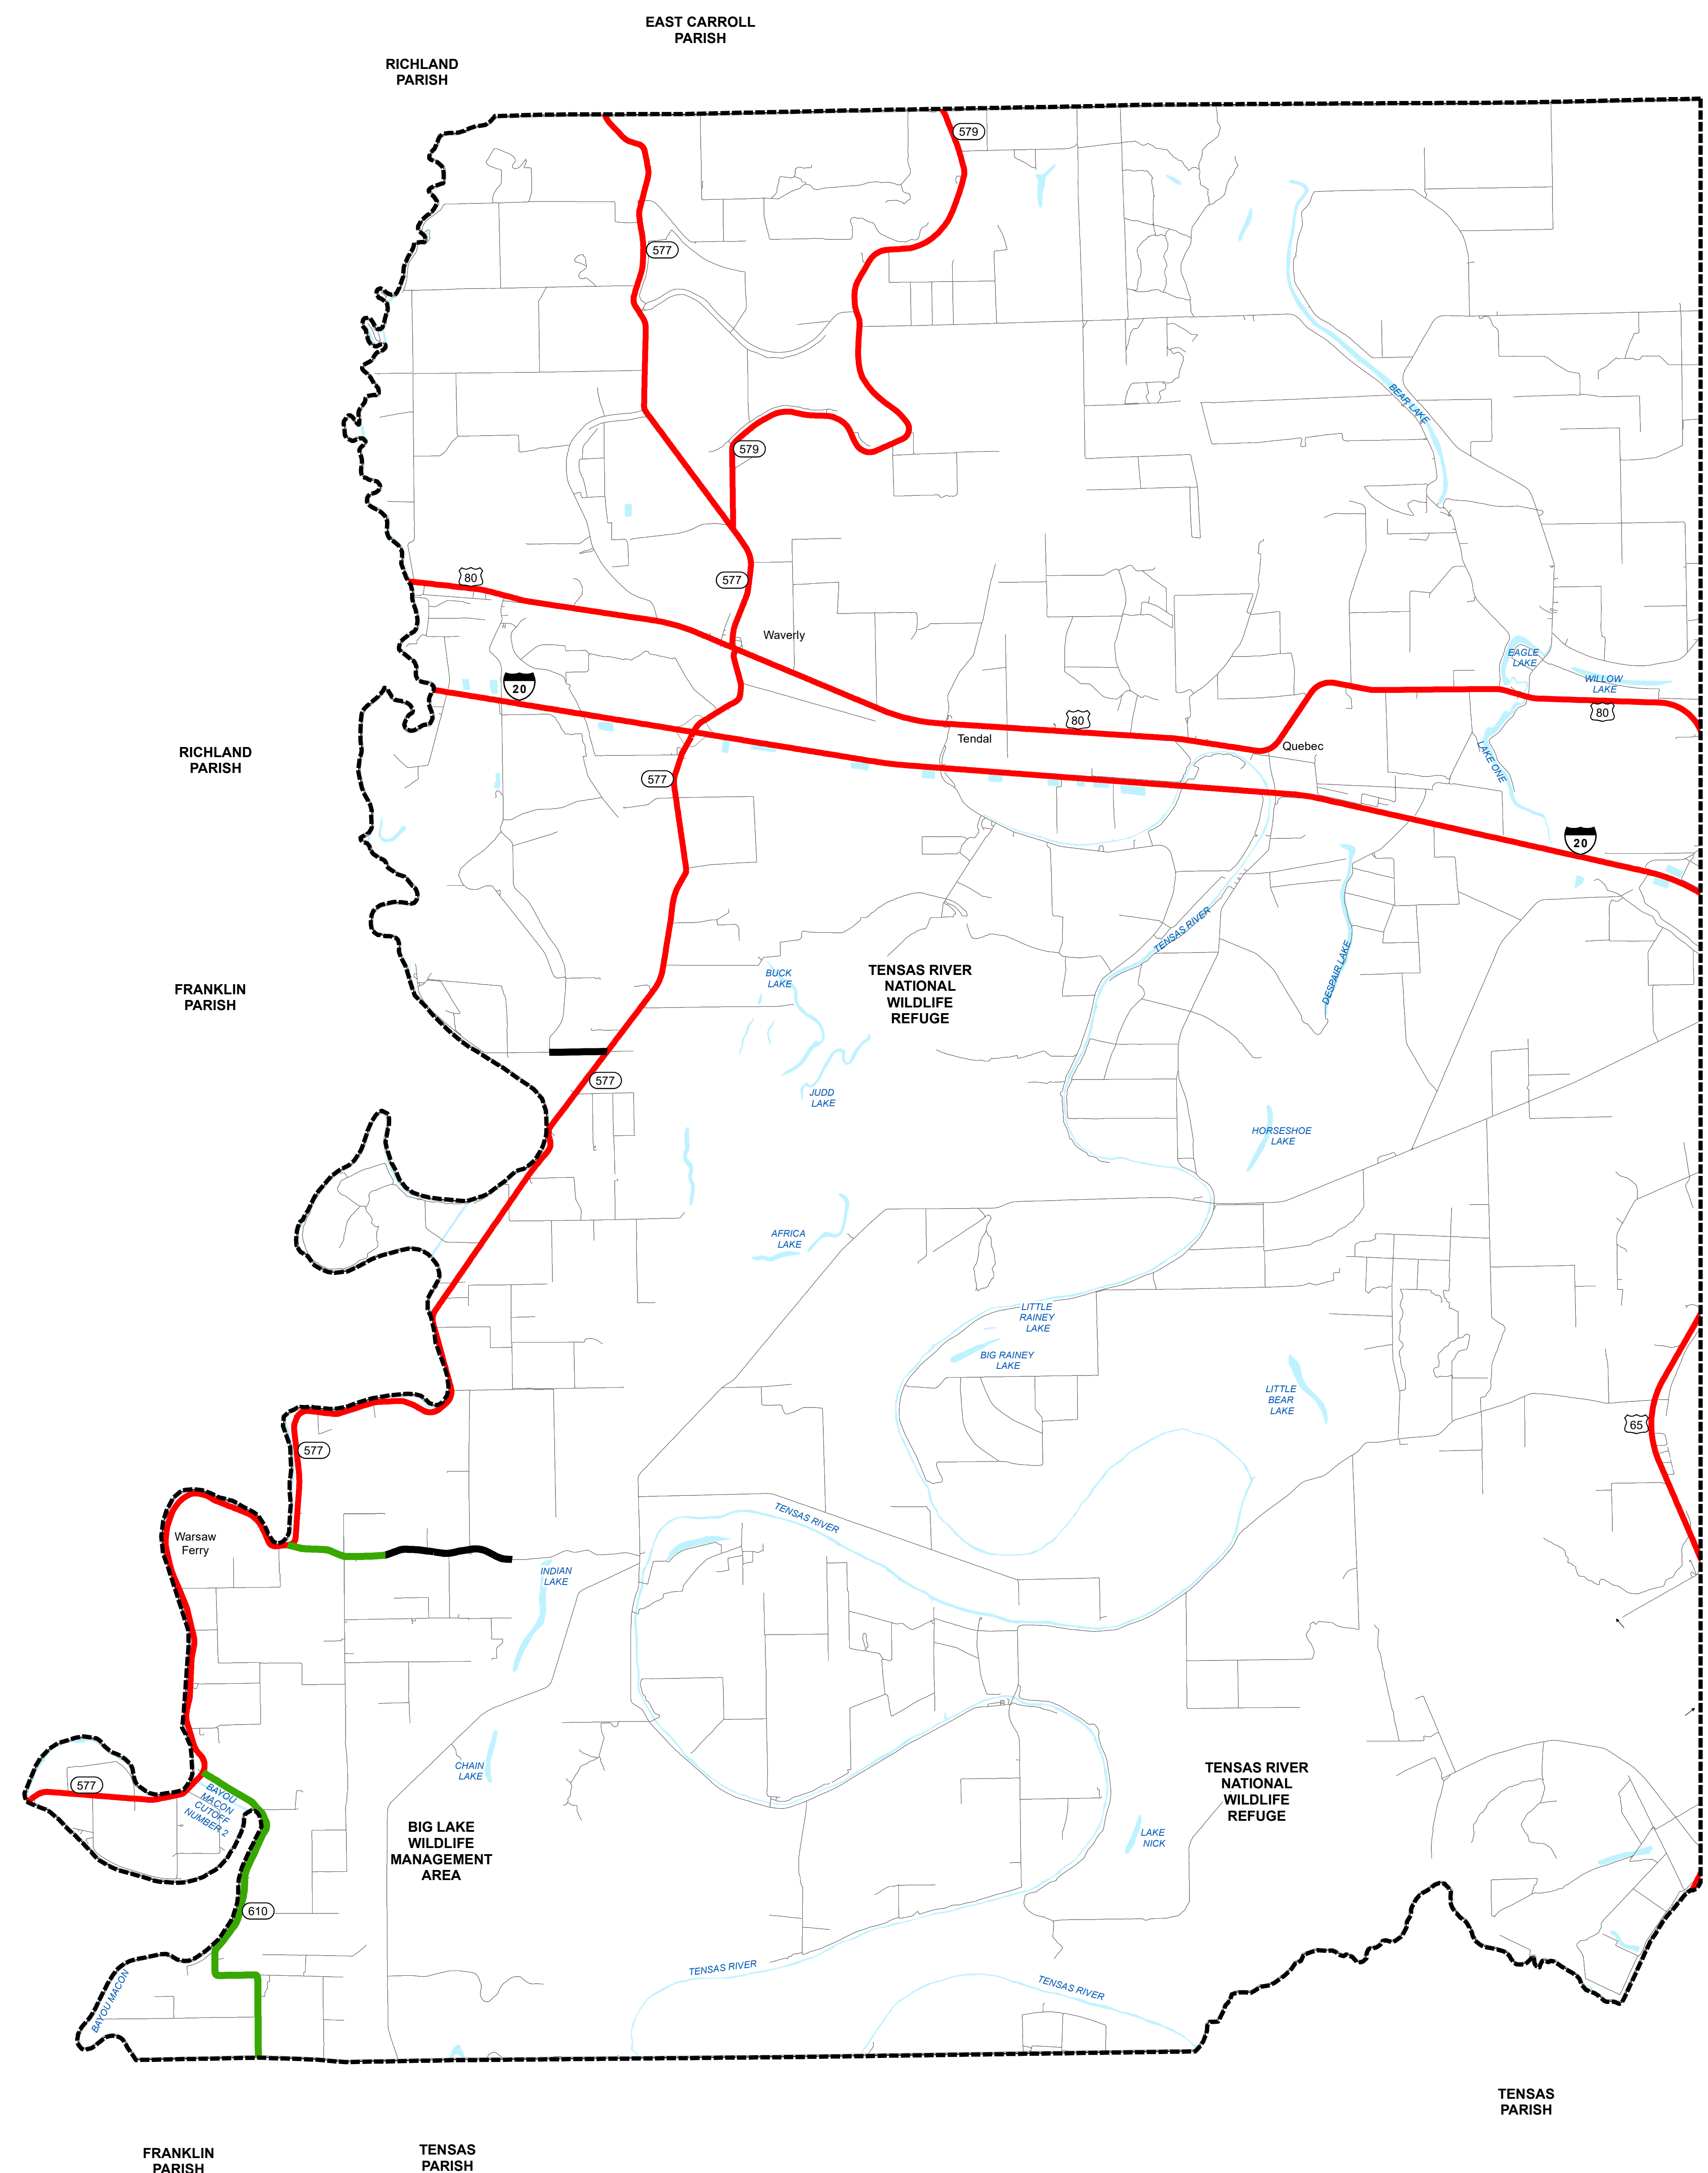 EAST CARROLL
PARISH
RICHLAND
PARISH
579
577
BEAR LAKE
579
80
577
Waverly
EAGLE
LAKE
20
WILLOW
LAKE
80
80
Tendal
Quebec
RICHLAND
PARISH
LAKE ONE
577
20
TENSAS RIVER
DESPAIR LAKE
BUCK
LAKE
TENSAS RIVER
NATIONAL
WILDLIFE
REFUGE
FRANKLIN
PARISH
577
JUDD
LAKE
HORSESHOE
LAKE
AFRICA
LAKE
LITTLE
RAINEY
LAKE
BIG RAINEY
LAKE
LITTLE
BEAR
LAKE
65
577
TENSAS RIVER
Warsaw
Ferry
INDIAN
LAKE
CHAIN
LAKE
TENSAS RIVER
NATIONAL
WILDLIFE
REFUGE
577
BAYOU
MACON
CUTOFF
NUMBER 2
BIG LAKE
WILDLIFE
MANAGEMENT
AREA
LAKE
NICK
610
TENSAS RIVER
TENSAS RIVER
BAYOU MACON
TENSAS
PARISH
FRANKLIN
PARISH
TENSAS
PARISH